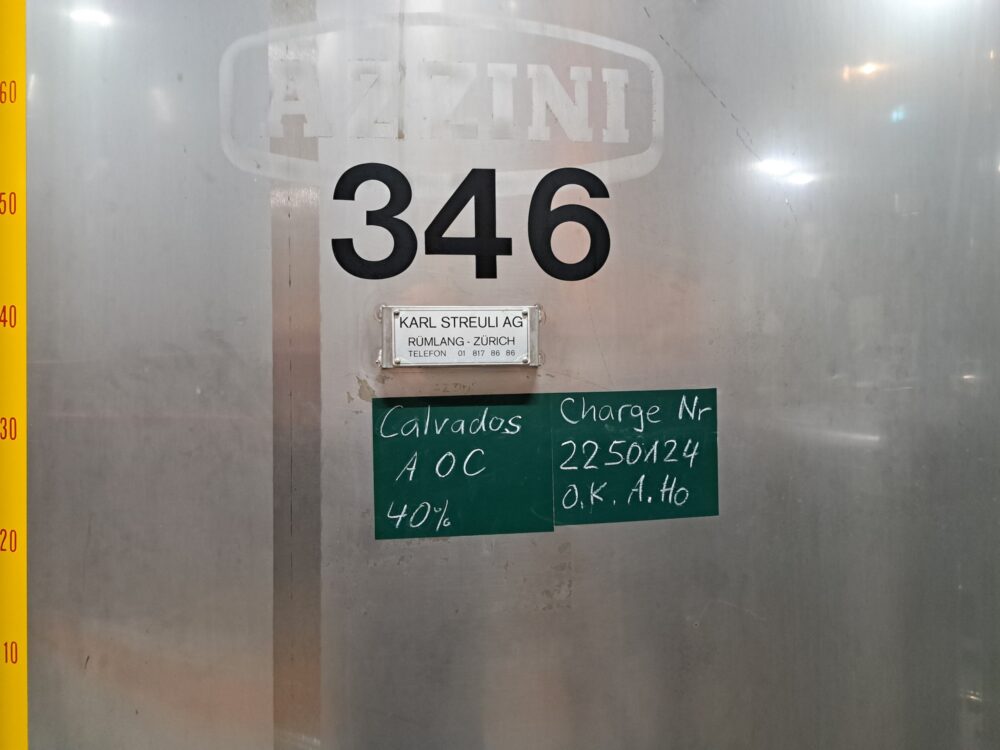 AZZINI
346
KARL STREULI AG
RÜMLANG - ZÜRICH
TELEFON 01 817 86 86
Calvados
AOC
40%
Charge Nr
2250124
O.K. A.Ho
60
50
40
30
20
10